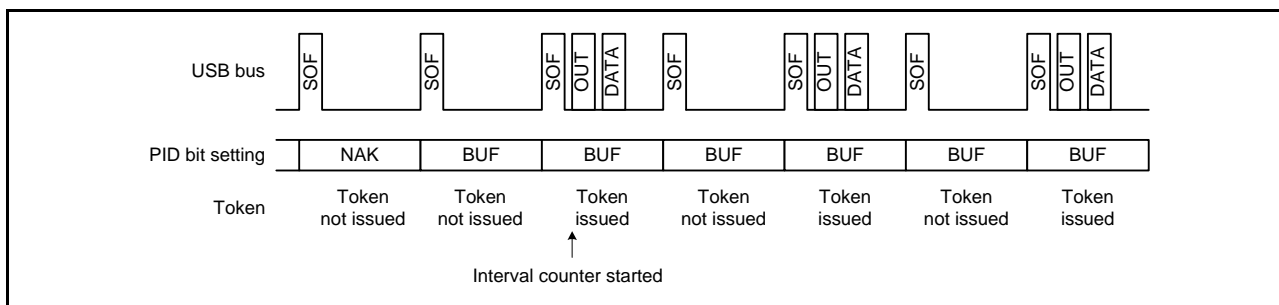 USB bus
SOF SOF SOF OUT DATA SOF SOF OUT DATA SOF SOF OUT DATA
PID bit setting NAK BUF BUF BUF BUF BUF BUF
Token Token not issued Token not issued Token issued Token not issued Token issued Token not issued Token issued
Interval counter started